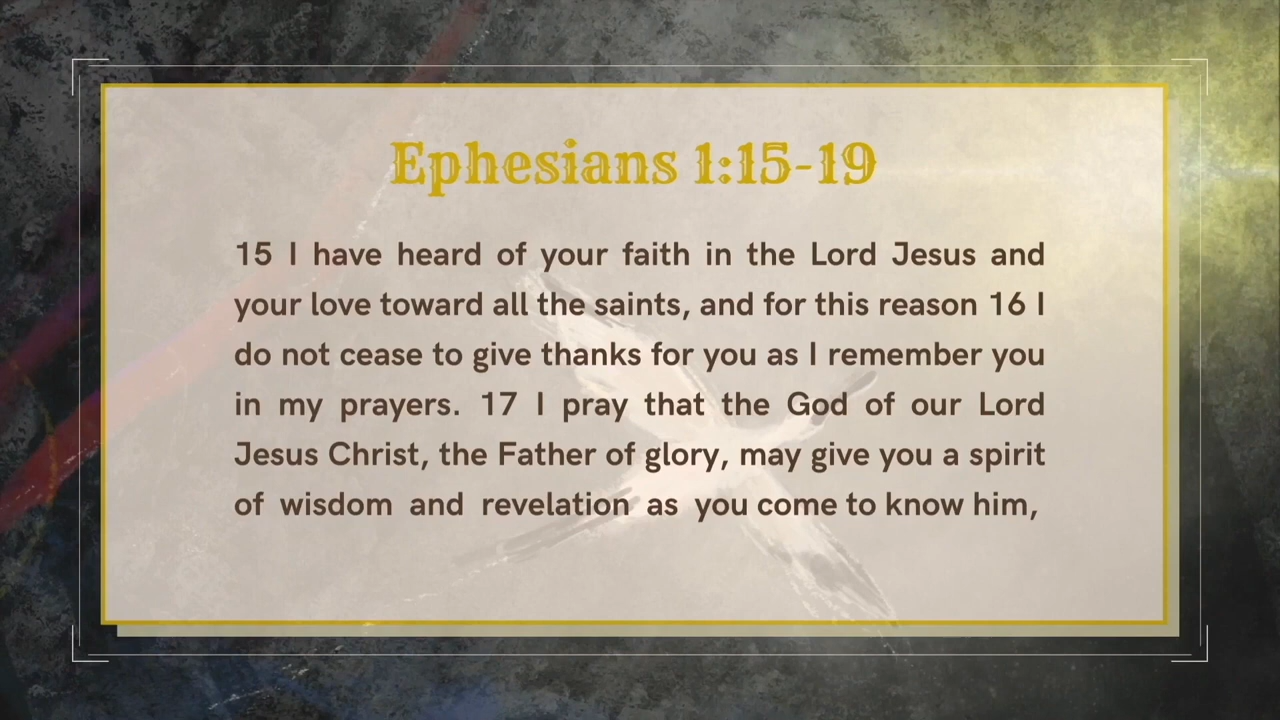 Ephesians 1:15-19
15 I have heard of your faith in the Lord Jesus and
your love toward all the saints, and for this reason 16 I
do not cease to give thanks for you as I remember you
in my prayers. 17 I pray that the God of our Lord
Jesus Christ, the Father of glory, may give you a spirit
of wisdom and revelation as you come to know him,